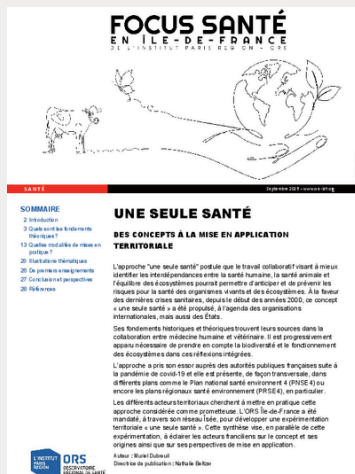 FOCUS SANTÉ
EN ÎLE-DE-FRANCE
DE L'INSTITUT PARIS REGION - ORS
SANTÉ
Septembre 2025 - www.ors-idf.org
SOMMAIRE
2 Introduction
3 Quels sont les fondements
théoriques ?
13 Quelles modalités de mises en
pratique ?
20 Illustrations thématiques
26 De premiers enseignements
27 Conclusion et perspectives
28 Références
UNE SEULE SANTÉ
DES CONCEPTS À LA MISE EN APPLICATION
TERRITORIALE
L'approche "une seule santé" postule que le travail collaboratif visant à mieux
identifier les interdépendances entre la santé humaine, la santé animale et
l'équilibre des écosystèmes pourrait permettre d'anticiper et de prévenir les
risques pour la santé des organismes vivants et des écosystèmes. À la faveur
des dernières crises sanitaires, depuis le début des années 2000, ce concept
« une seule santé » a été propulsé, à l'agenda des organisations
internationales, mais aussi des États.
Ses fondements historiques et théoriques trouvent leurs sources dans la
collaboration entre médecine humaine et vétérinaire. Il est progressivement
apparu nécessaire de prendre en compte la biodiversité et le fonctionnement
des écosystèmes dans ces réflexions intégrées.
L'approche a pris son essor auprès des autorités publiques françaises suite à
la pandémie de covid-19 et elle est présente, de façon transversale, dans
différents plans comme le Plan national santé environnement 4 (PNSE 4) ou
encore les plans régionaux santé environnement (PRSE 4), en particulier.
Les différents acteurs territoriaux cherchent à mettre en pratique cette
approche considérée comme prometteuse. L'ORS Île-de-France a été
mandaté, à travers son réseau Isée, pour développer une expérimentation
territoriale « une seule santé ». Cette synthèse vise, en parallèle de cette
expérimentation, à éclairer les acteurs franciliens sur le concept et ses
origines ainsi que sur ses perspectives de mise en application.
Auteur : Muriel Dubreuil
Directrice de publication : Nathalie Beltzer
L'INSTITUT
PARIS
REGION
ORS
OBSERVATOIRE
RÉGIONAL DE SANTÉ